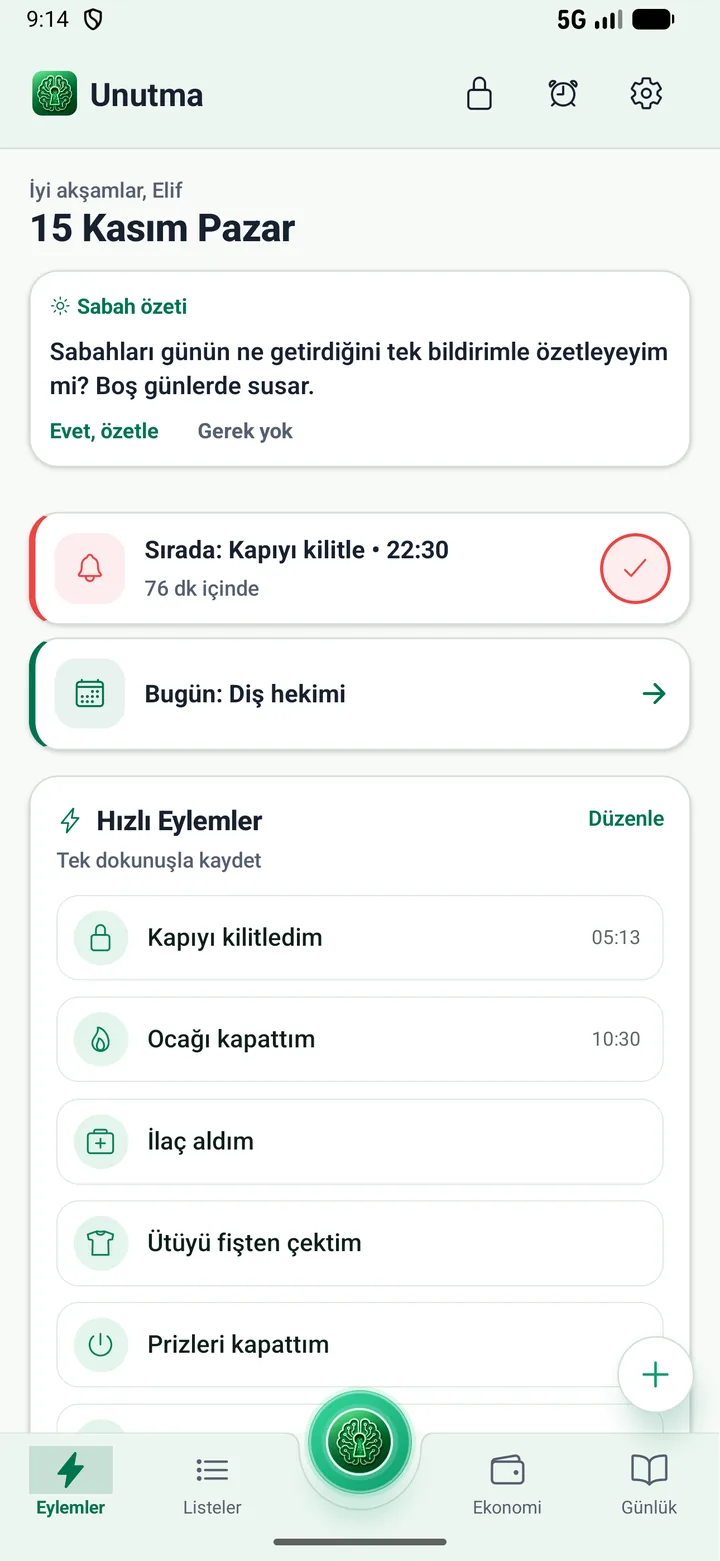 9:14
5G
Unutma
İyi akşamlar, Elif
15 Kasım Pazar
Sabah özeti
Sabahları günün ne getirdiğini tek bildirimle özetleyeyim
mi? Boş günlerde susar.
Evet, özetle Gerek yok
Sırada: Kapıyı kilitle • 22:30
76 dk içinde
Bugün: Diş hekimi
Hızlı Eylemler
Düzenle
Tek dokunuşla kaydet
Kapıyı kilitledim 05:13
Ocağı kapattım 10:30
İlaç aldım
Ütüyü fişten çektim
Prizleri kapattım
Eylemler Listeler Ekonomi Günlük